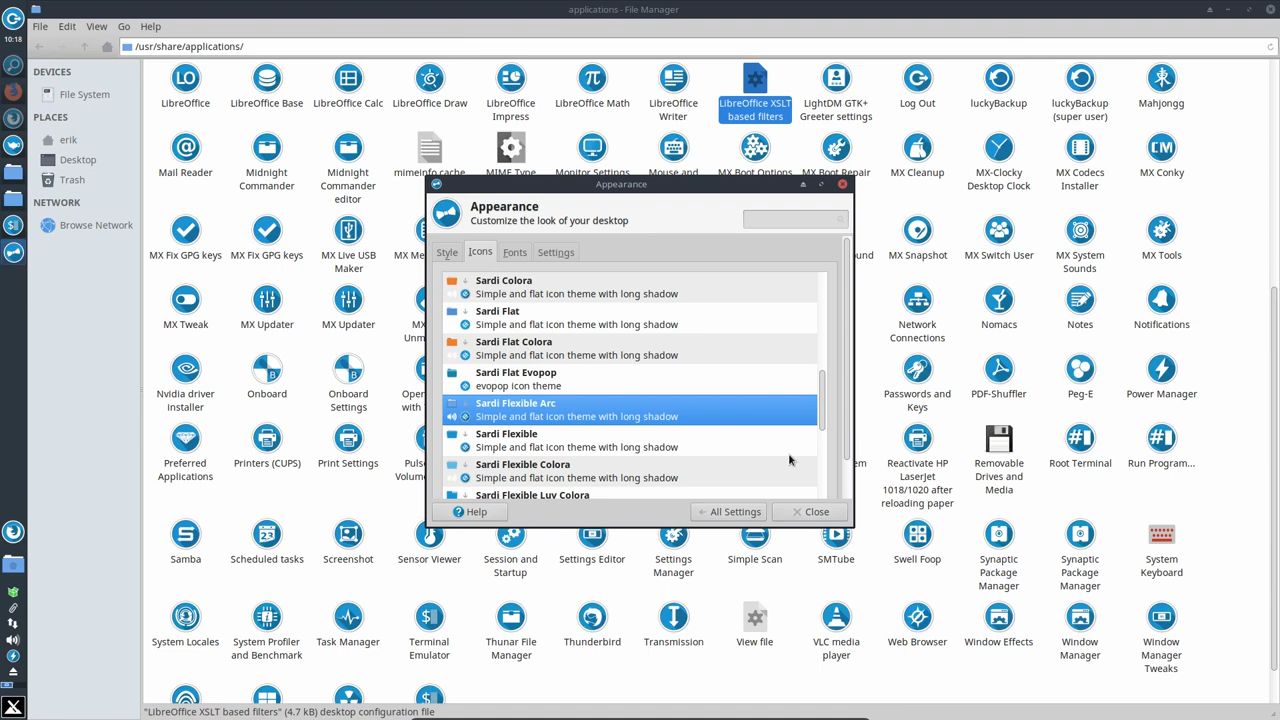 applications - File Manager
File Edit View Go Help
10:18
/usr/share/applications/
DEVICES
File System
PLACES
erik
Desktop
Trash
NETWORK
Browse Network
LibreOffice
LibreOffice Base
LibreOffice Calc
LibreOffice Draw
LibreOffice
Impress
LibreOffice Math
LibreOffice
Writer
LibreOffice XSLT
based filters
LightDM GTK+
Greeter settings
Log Out
luckyBackup
luckyBackup
(super user)
Mahjongg
Mail Reader
Midnight
Commander
Midnight
Commander
editor
mimeinfo.cache
MIME Type
Monitor Settings
Mouse and
MX Boot Options
MX Boot Repair
MX Cleanup
MX-Clocky
Desktop Clock
MX Codecs
Installer
MX Conky
MX Fix GPG keys
MX Fix GPG keys
MX Live USB
Maker
MX Snapshot
MX Switch User
MX System
Sounds
MX Tools
MX Tweak
MX Updater
MX Updater
Network
Connections
Nomacs
Notes
Notifications
Nvidia driver
installer
Onboard
Onboard
Settings
Passwords and
Keys
PDF-Shuffler
Peg-E
Power Manager
Preferred
Applications
Printers (CUPS)
Print Settings
Reactivate HP
LaserJet
1018/1020 after
reloading paper
Removable
Drives and
Media
Root Terminal
Run Program...
Appearance
Appearance
Customize the look of your desktop
Style Icons Fonts Settings
Sardi Colora
Simple and flat icon theme with long shadow
Sardi Flat
Simple and flat icon theme with long shadow
Sardi Flat Colora
Simple and flat icon theme with long shadow
Sardi Flat Evopop
evopop icon theme
Sardi Flexible Arc
Simple and flat icon theme with long shadow
Sardi Flexible
Simple and flat icon theme with long shadow
Sardi Flexible Colora
Simple and flat icon theme with long shadow
Sardi Flexible Luv Colora
Help All Settings Close
Samba
Scheduled tasks
Screenshot
Sensor Viewer
Session and
Startup
Settings Editor
Settings
Manager
Simple Scan
SMTube
Swell Foop
Synaptic
Package
Manager
Synaptic
Package
Manager
System
Keyboard
System Locales
System Profiler
and Benchmark
Task Manager
Terminal
Emulator
Thunar File
Manager
Thunderbird
Transmission
View file
VLC media
player
Web Browser
Window Effects
Window
Manager
Window
Manager
Tweaks
"LibreOffice XSLT based filters" (4.7 kB) desktop configuration file